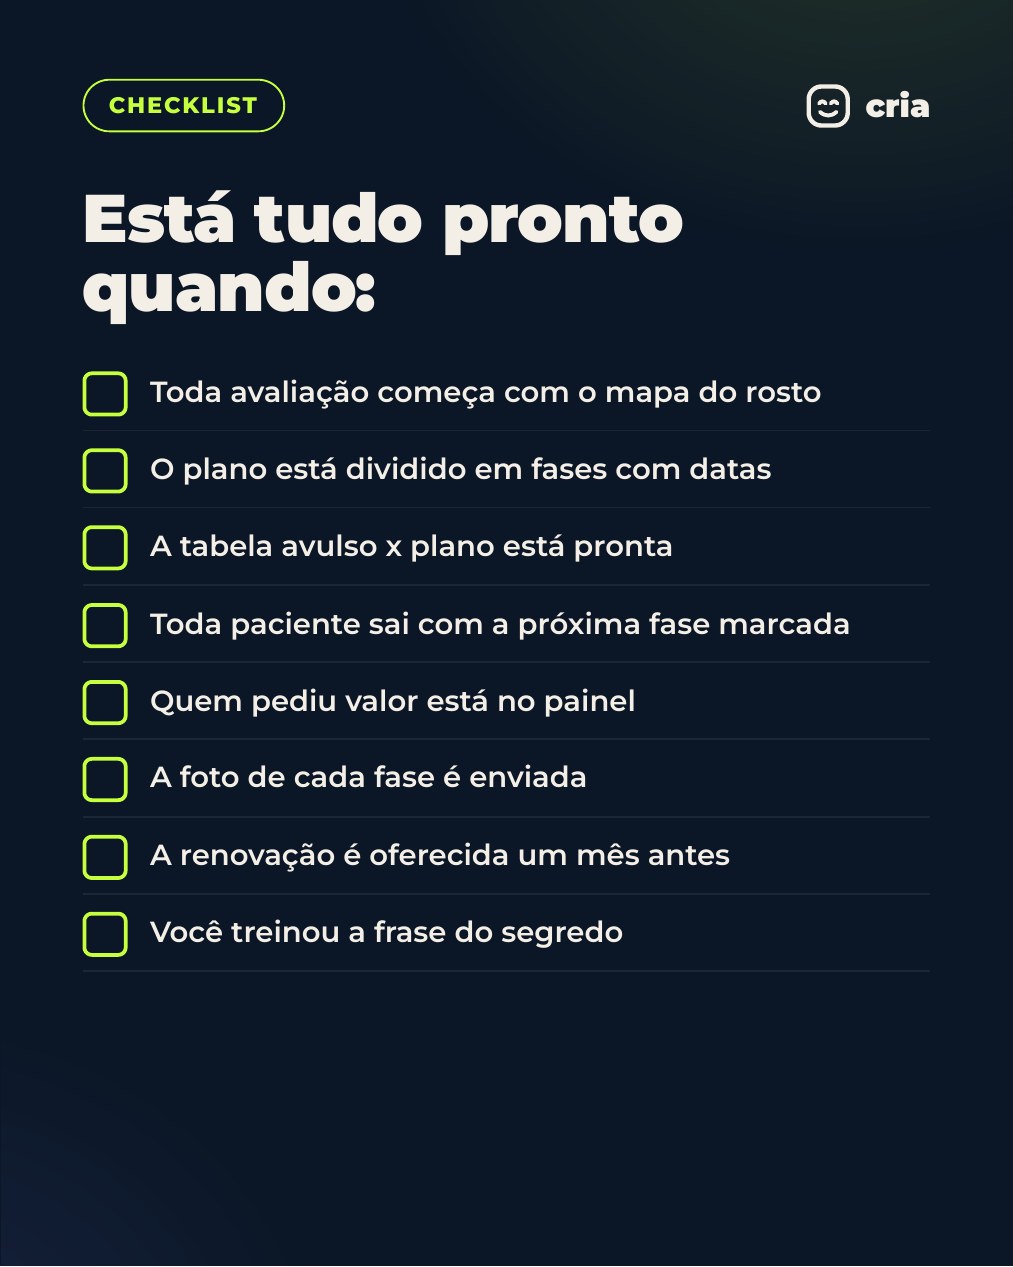 CHECKLIST
cria
Está tudo pronto
quando:
Toda avaliação começa com o mapa do rosto
O plano está dividido em fases com datas
A tabela avulso x plano está pronta
Toda paciente sai com a próxima fase marcada
Quem pediu valor está no painel
A foto de cada fase é enviada
A renovação é oferecida um mês antes
Você treinou a frase do segredo